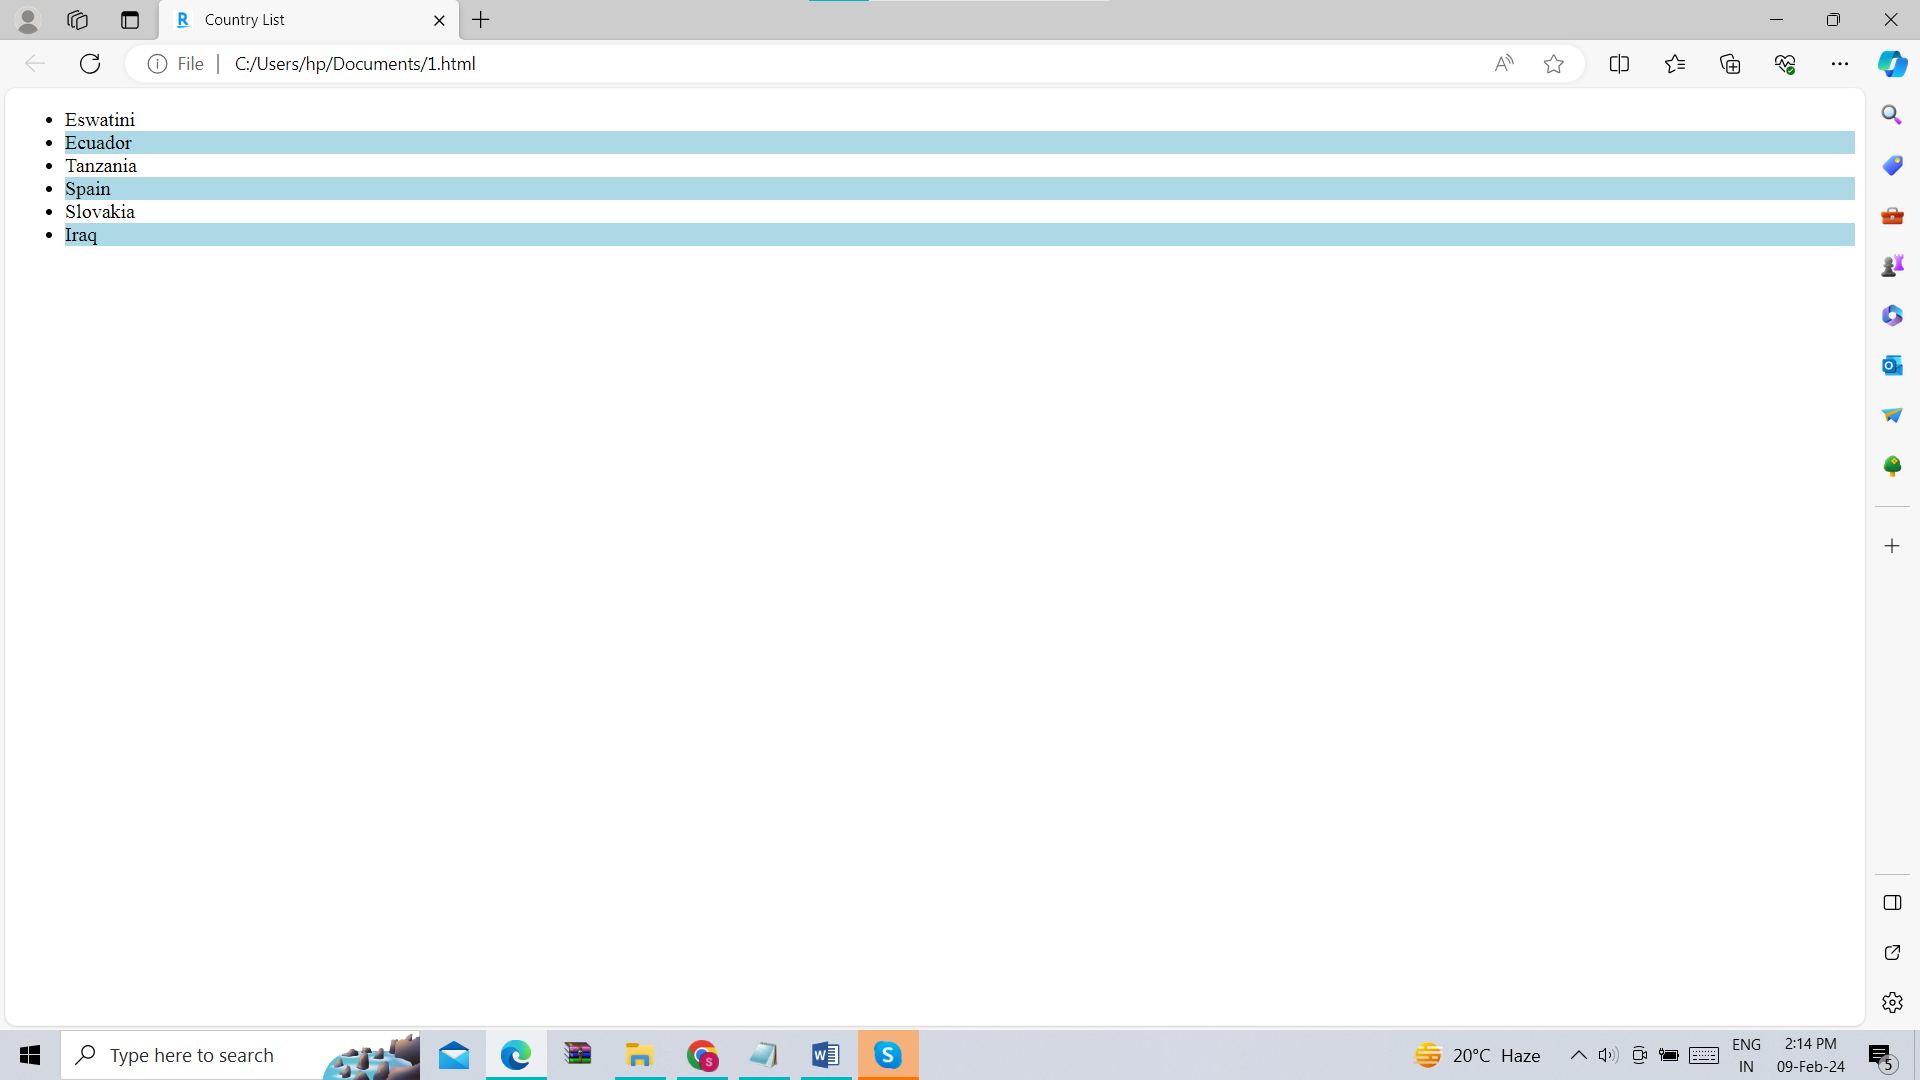 Country List
File
C:/Users/hp/Documents/1.html
Eswatini
Ecuador
Tanzania
Spain
Slovakia
Iraq
Type here to search
20°C Haze
ENG
IN
2:14 PM
09-Feb-24
5